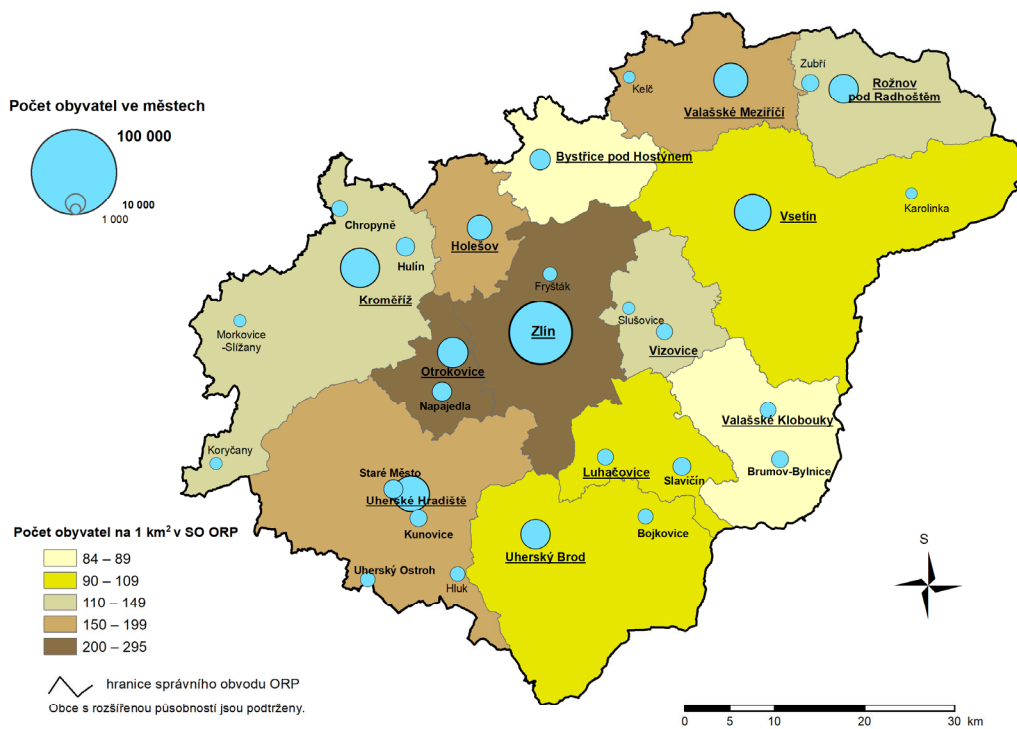 Počet obyvatel ve městech
100 000
10 000
1 000
Zubří
Rožnov
pod Radhoštěm
Kelč
Valašské Meziříčí
Bystřice pod Hostýnem
Karolinka
Vsetín
Chropyně
Hulín
Holešov
Kroměříž
Fryšták
Morkovice
-Slížany
Zlín
Slušovice
Vizovice
Otrokovice
Napajedla
Valašské Klobouky
Brumov-Bylnice
Koryčany
Luhačovice
Slavičín
Staré Město
Uherské Hradiště
Kunovice
Uherský Brod
Bojkovice
Uherský Ostroh
Hluk
Počet obyvatel na 1 km² v SO ORP
84 – 89
90 – 109
110 – 149
150 – 199
200 – 295
hranice správního obvodu ORP
Obce s rozšířenou působností jsou podtrženy.
S
0 5 10 20 30 km